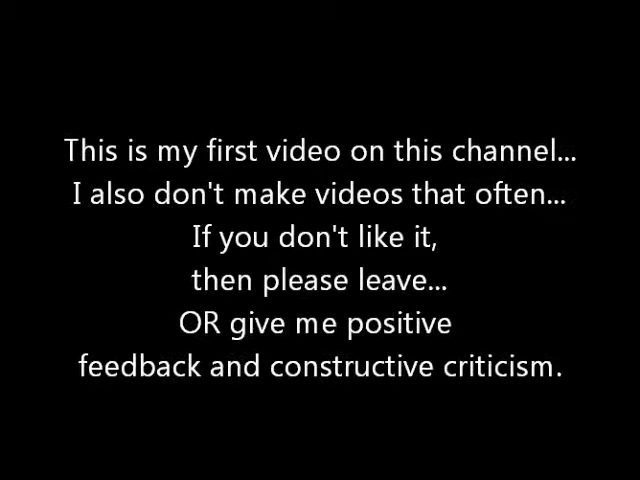 This is my first video on this channel...
I also don't make videos that often...
If you don't like it,
then please leave...
OR give me positive
feedback and constructive criticism.